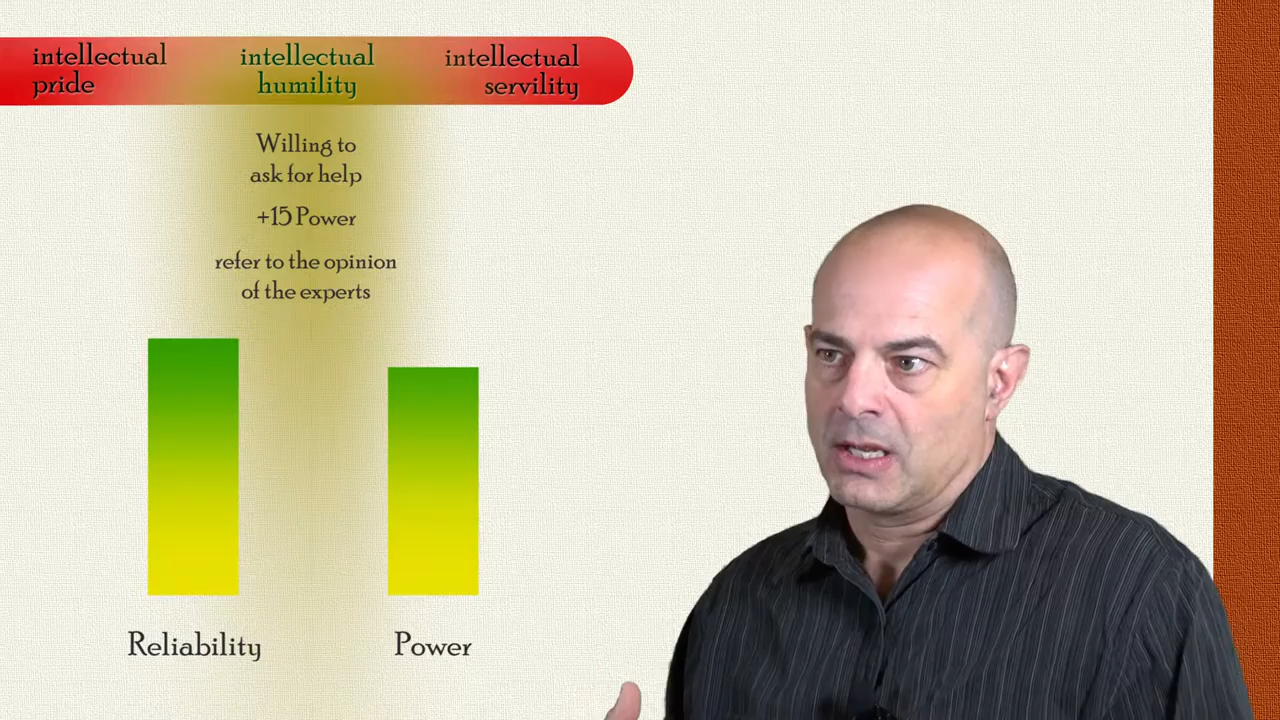 intellectual pride
intellectual humility
intellectual servility
Willing to
ask for help
+15 Power
refer to the opinion
of the experts
Reliability
Power